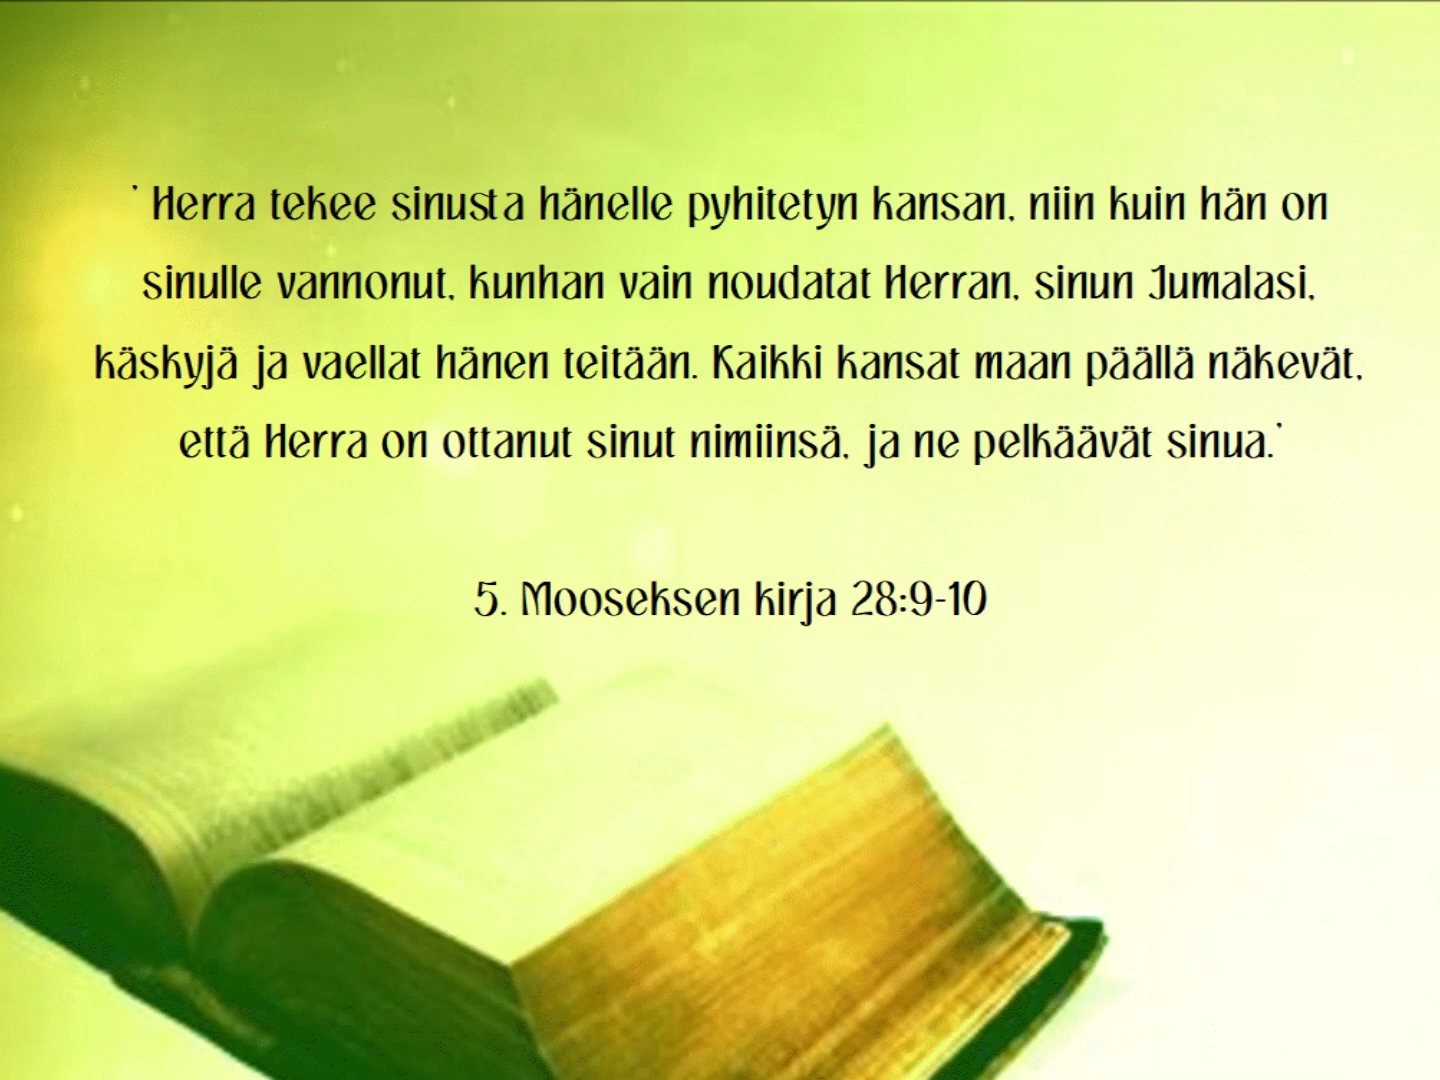 ' Herra tekee sinusta hänelle pyhitetyn kansan, niin kuin hän on
sinulle vannonut, kunhan vain noudatat Herran, sinun Jumalasi,
käskyjä ja vaellat hänen teitään. Kaikki kansat maan päällä näkevät,
että Herra on ottanut sinut nimiinsä, ja ne pelkäävät sinua.'
5. Mooseksen kirja 28:9-10